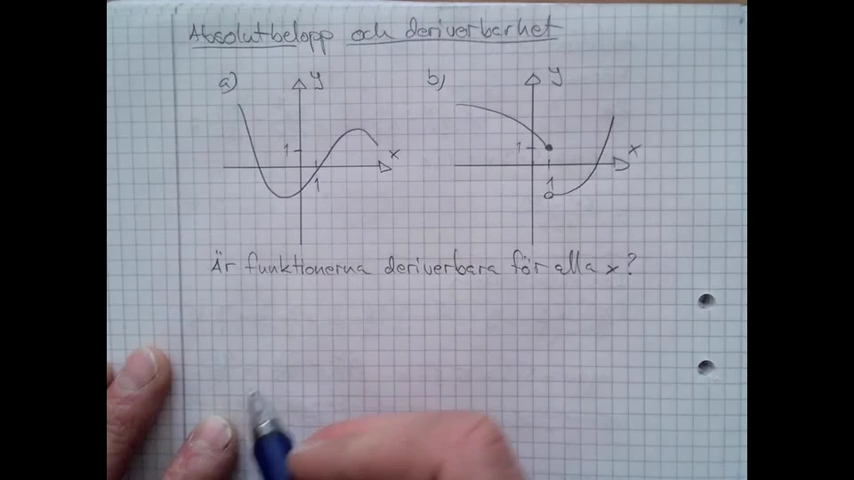 Absolutbelopp och deriverbarhet
a) y b) y
1 x 1 x
1 1
Är funktionerna deriverbara för alla x?